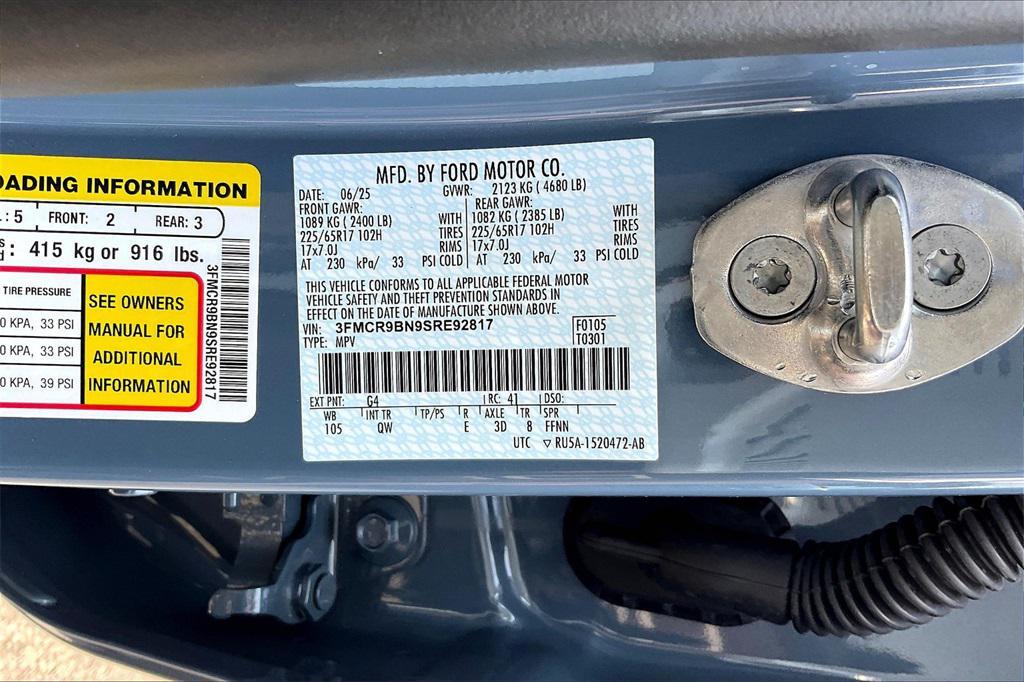 OADING INFORMATION
: 5 FRONT: 2 REAR: 3
: 415 kg or 916 lbs.
TIRE PRESSURE
0 KPA, 33 PSI
0 KPA, 33 PSI
0 KPA, 39 PSI
SEE OWNERS
MANUAL FOR
ADDITIONAL
INFORMATION
3FMCR9BN9SRE92817
MFD. BY FORD MOTOR CO.
DATE: 06/25 GVWR: 2123 KG ( 4680 LB)
FRONT GAWR: REAR GAWR:
1089 KG ( 2400 LB) WITH 1082 KG ( 2385 LB) WITH
225/65R17 102H TIRES 225/65R17 102H TIRES
17x7.0J RIMS 17x7.0J RIMS
AT 230 kPa/ 33 PSI COLD AT 230 kPa/ 33 PSI COLD
THIS VEHICLE CONFORMS TO ALL APPLICABLE FEDERAL MOTOR
VEHICLE SAFETY AND THEFT PREVENTION STANDARDS IN
EFFECT ON THE DATE OF MANUFACTURE SHOWN ABOVE.
VIN: 3FMCR9BN9SRE92817 F0105
TYPE: MPV T0301
EXT PNT: G4 RC: 41 DSO:
WB INT TR TP/PS R AXLE TR SPR
105 QW E 3D 8 FFNN
UTC ▽ RU5A-1520472-AB